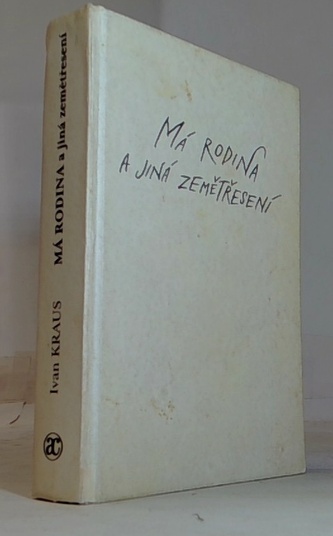 MÁ RODINA
A JINÁ ZEMĚTŘESENÍ
Ivan KRAUS MÁ RODINA a jiná zemětřesení